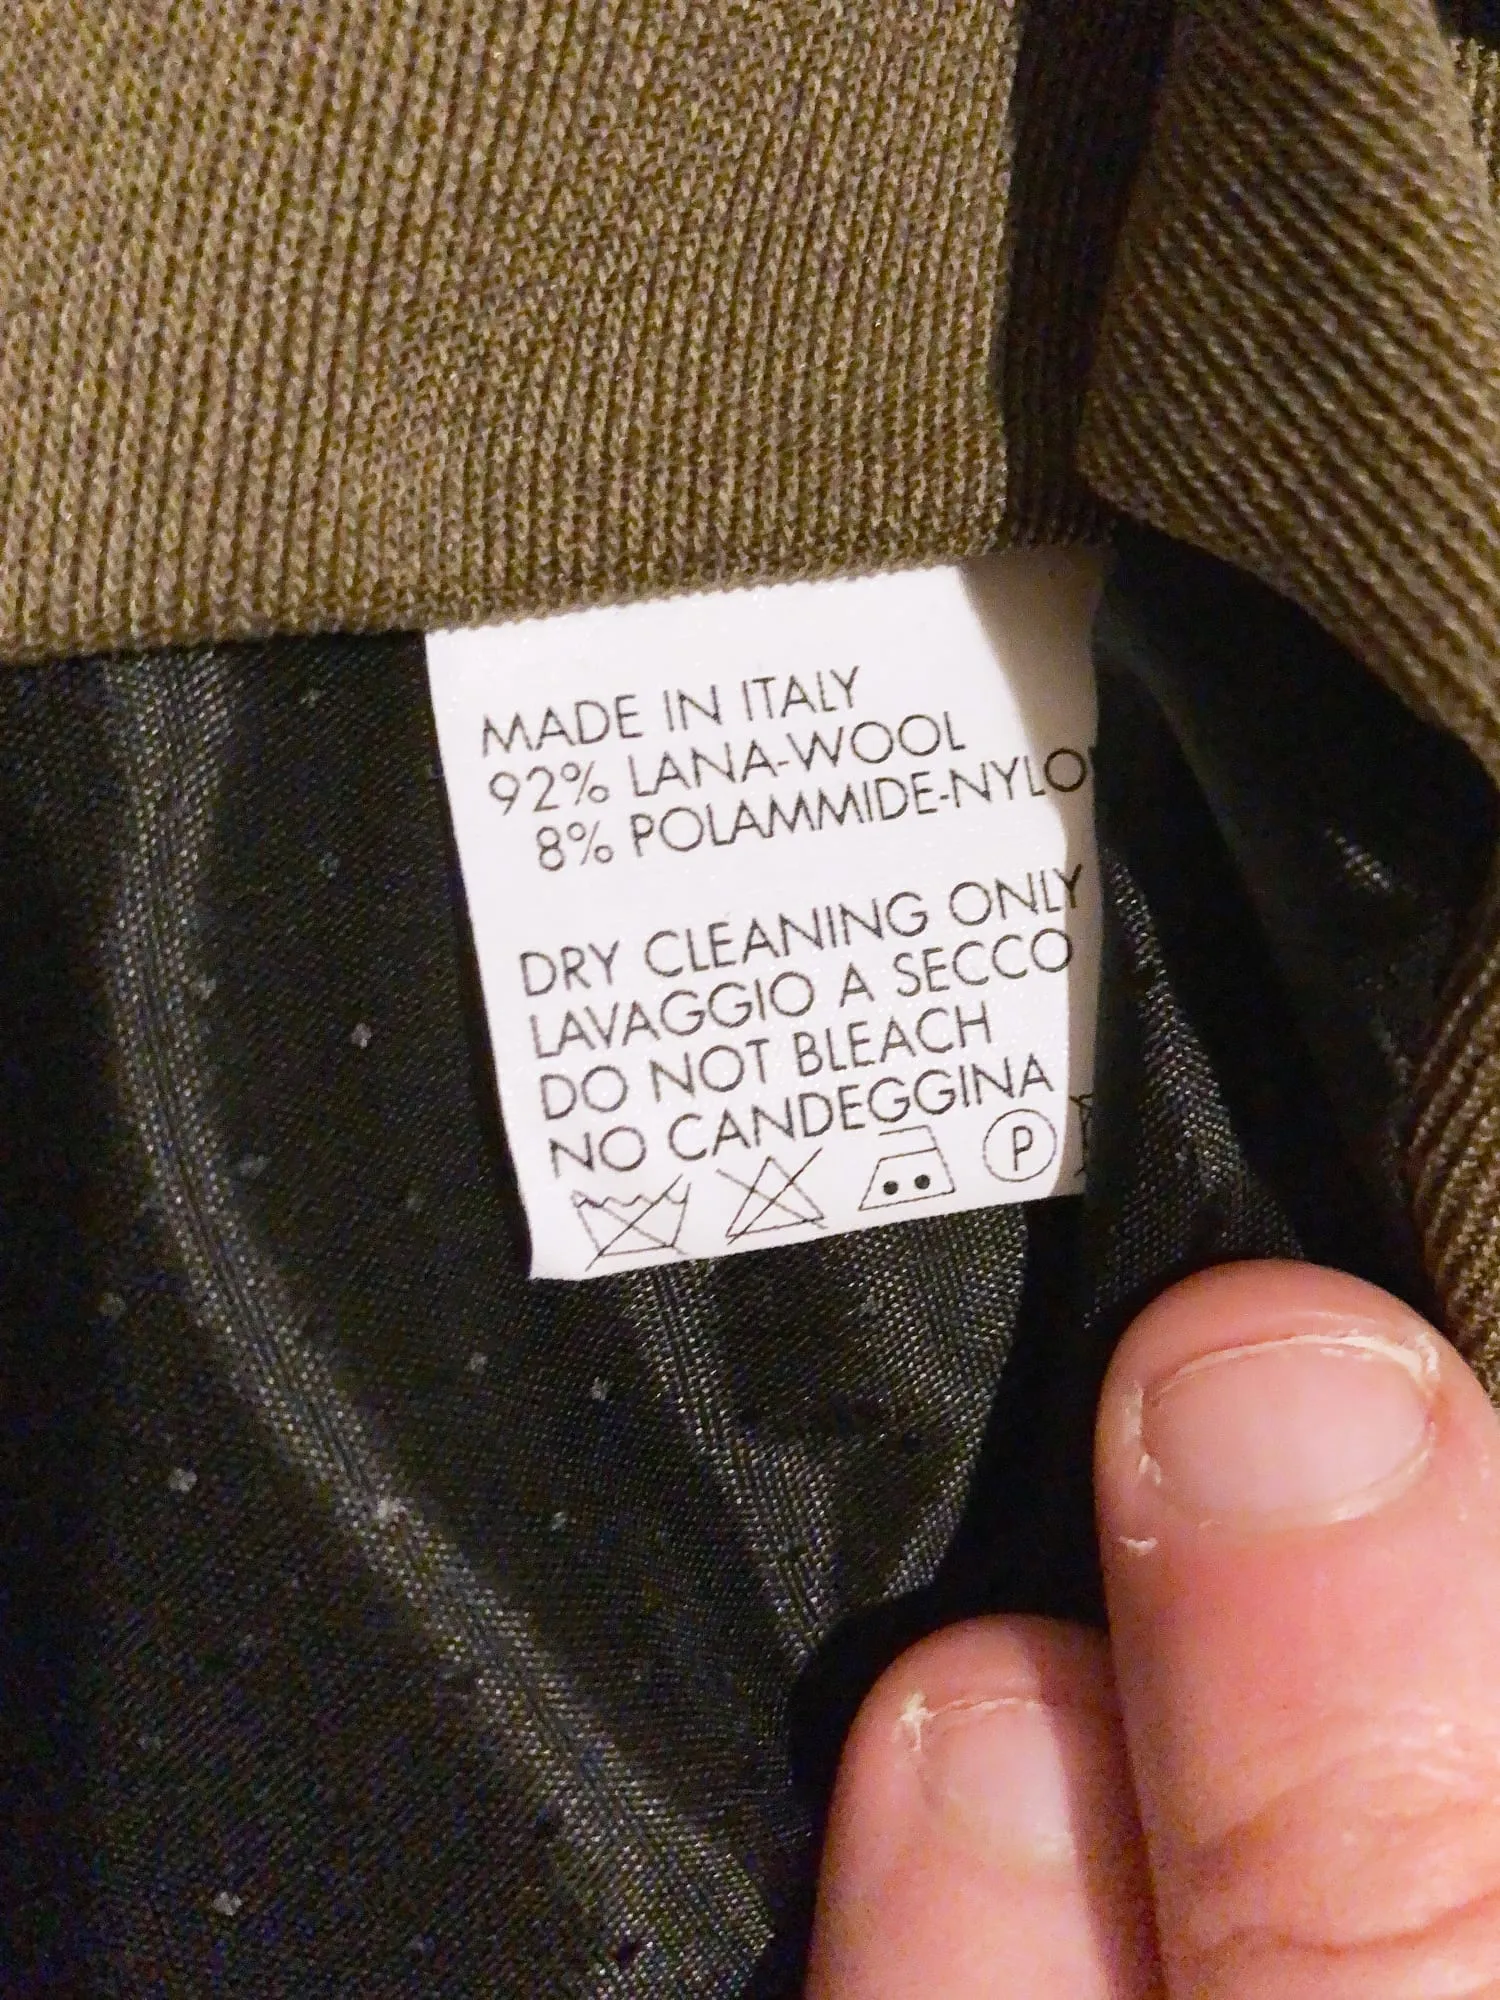 MADE IN ITALY
92% LANA-WOOL
8% POLAMMIDE-NYLO
DRY CLEANING ONLY
LAVAGGIO A SECCO
DO NOT BLEACH
NO CANDEGGINA
P